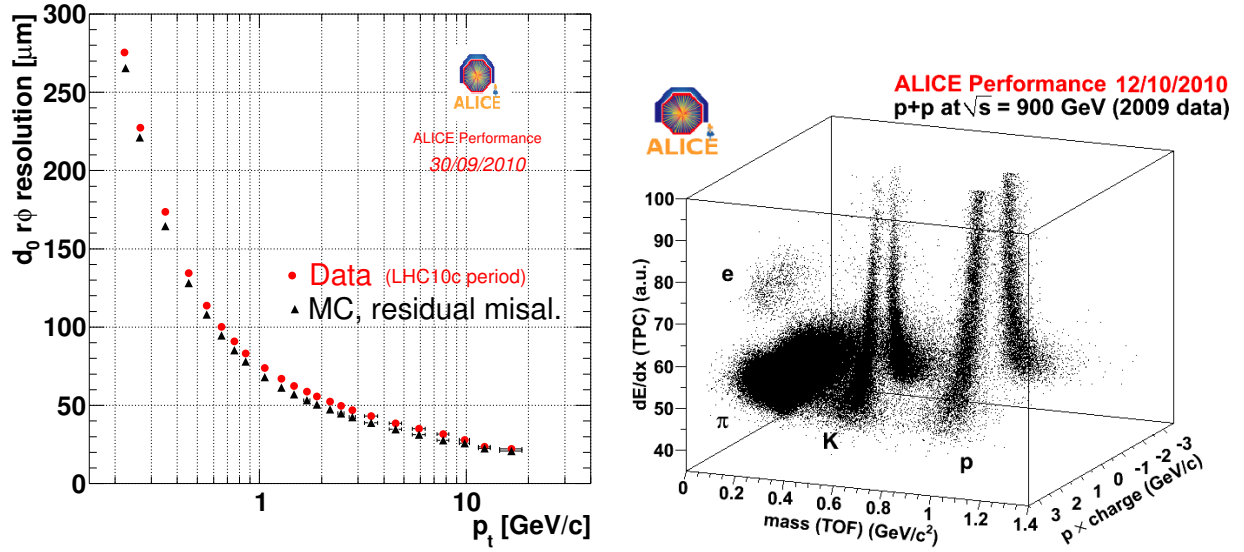 300
250
200
150
100
50
0
d0 rϕ resolution [μm]
ALICE
ALICE Performance
30/09/2010
Data (LHC10c period)
MC, residual misal.
1
10
pt [GeV/c]
ALICE
ALICE Performance 12/10/2010
p+p at √s = 900 GeV (2009 data)
100
90
80
70
60
50
40
dE/dx (TPC) (a.u.)
e
π
K
p
0
0.2
0.4
0.6
0.8
1
1.2
1.4
mass (TOF) (GeV/c²)
3
2
1
0
-1
-2
-3
p × charge (GeV/c)